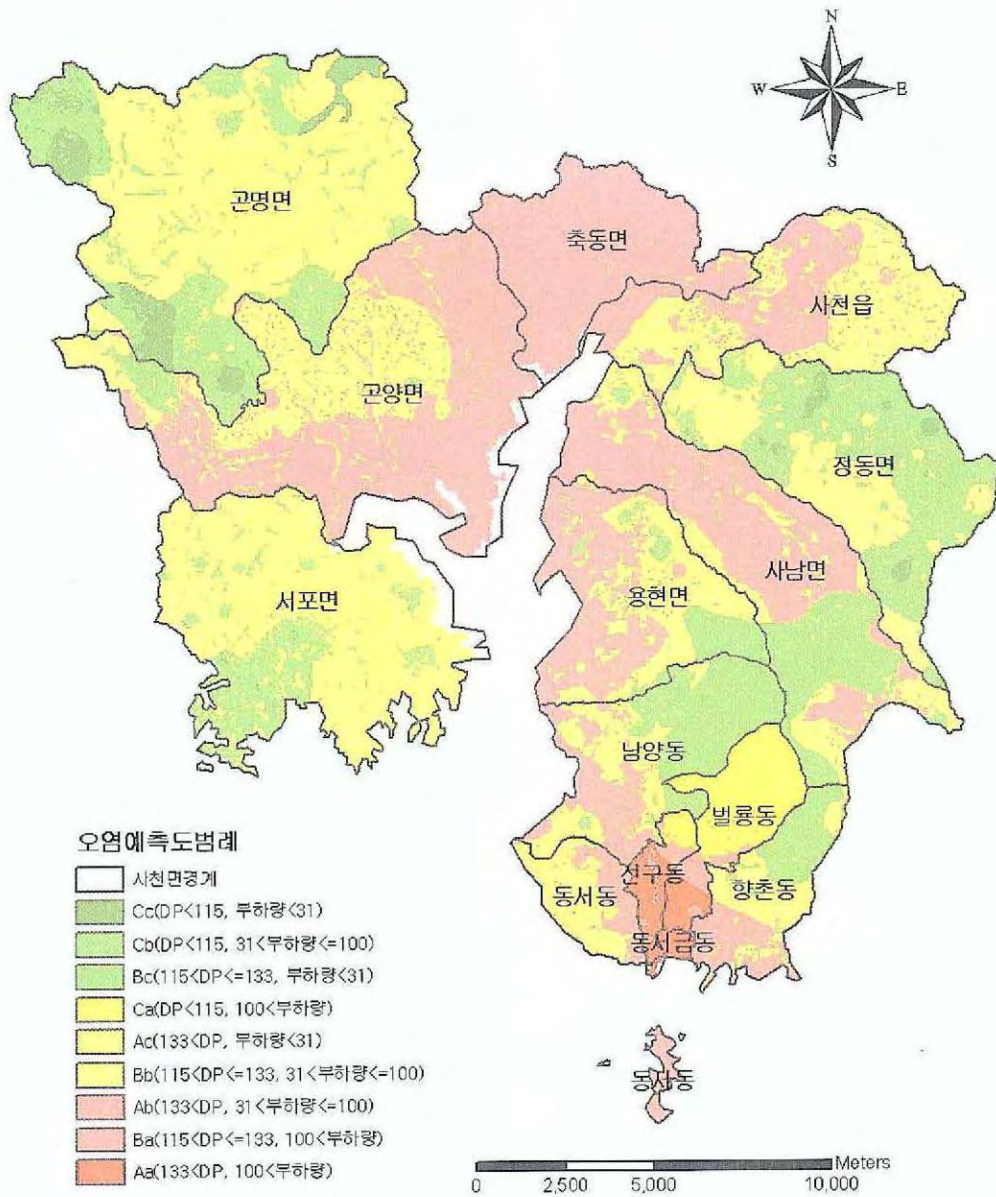 N
W E
S
곤명면
축동면
사천읍
곤양면
정동면
사남면
용현면
서포면
남양동
벌룡동
선구동
동서동
향촌동
동서금동
오염예측도범례
사천면경계
Cc(DP<115, 부하량<31)
Cb(DP<115, 31<부하량<=100)
Bc(115<DP<=133, 부하량<31)
Ca(DP<115, 100<부하량)
Ac(133<DP, 부하량<31)
Bb(115<DP<=133, 31<부하량<=100)
Ab(133<DP, 31<부하량<=100)
Ba(115<DP<=133, 100<부하량)
Aa(133<DP, 100<부하량)
Meters
0 2,500 5,000 10,000